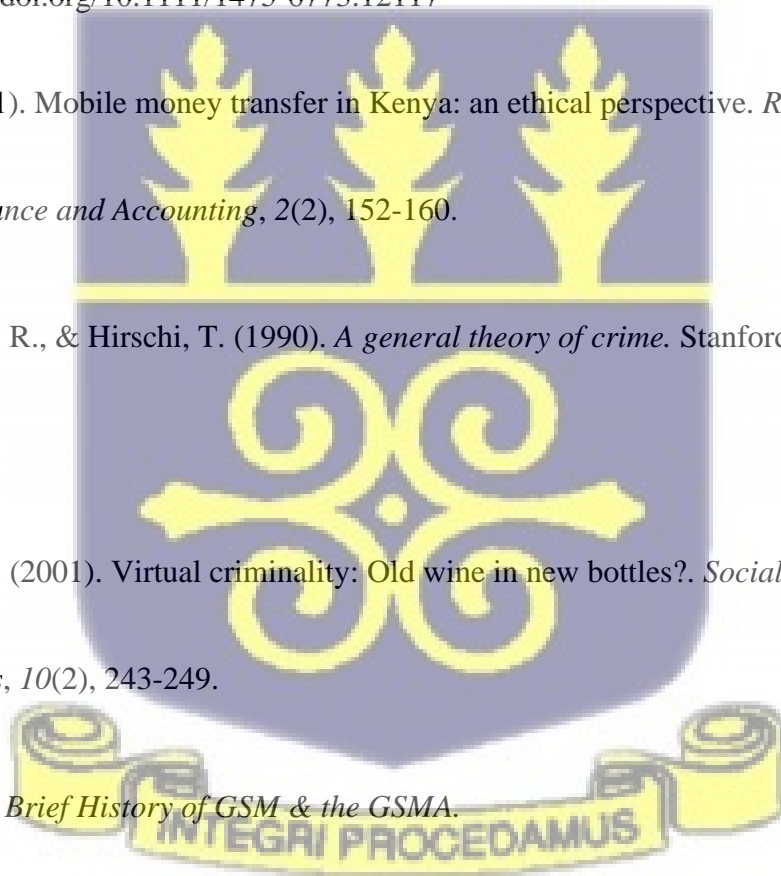 doi.org/10.1111/1475-6773.12117
1). Mobile money transfer in Kenya: an ethical perspective. R
ance and Accounting, 2(2), 152-160.
R., & Hirschi, T. (1990). A general theory of crime. Stanford
(2001). Virtual criminality: Old wine in new bottles?. Social
s, 10(2), 243-249.
Brief History of GSM & the GSMA.
INTEGRI PROCEDAMUS